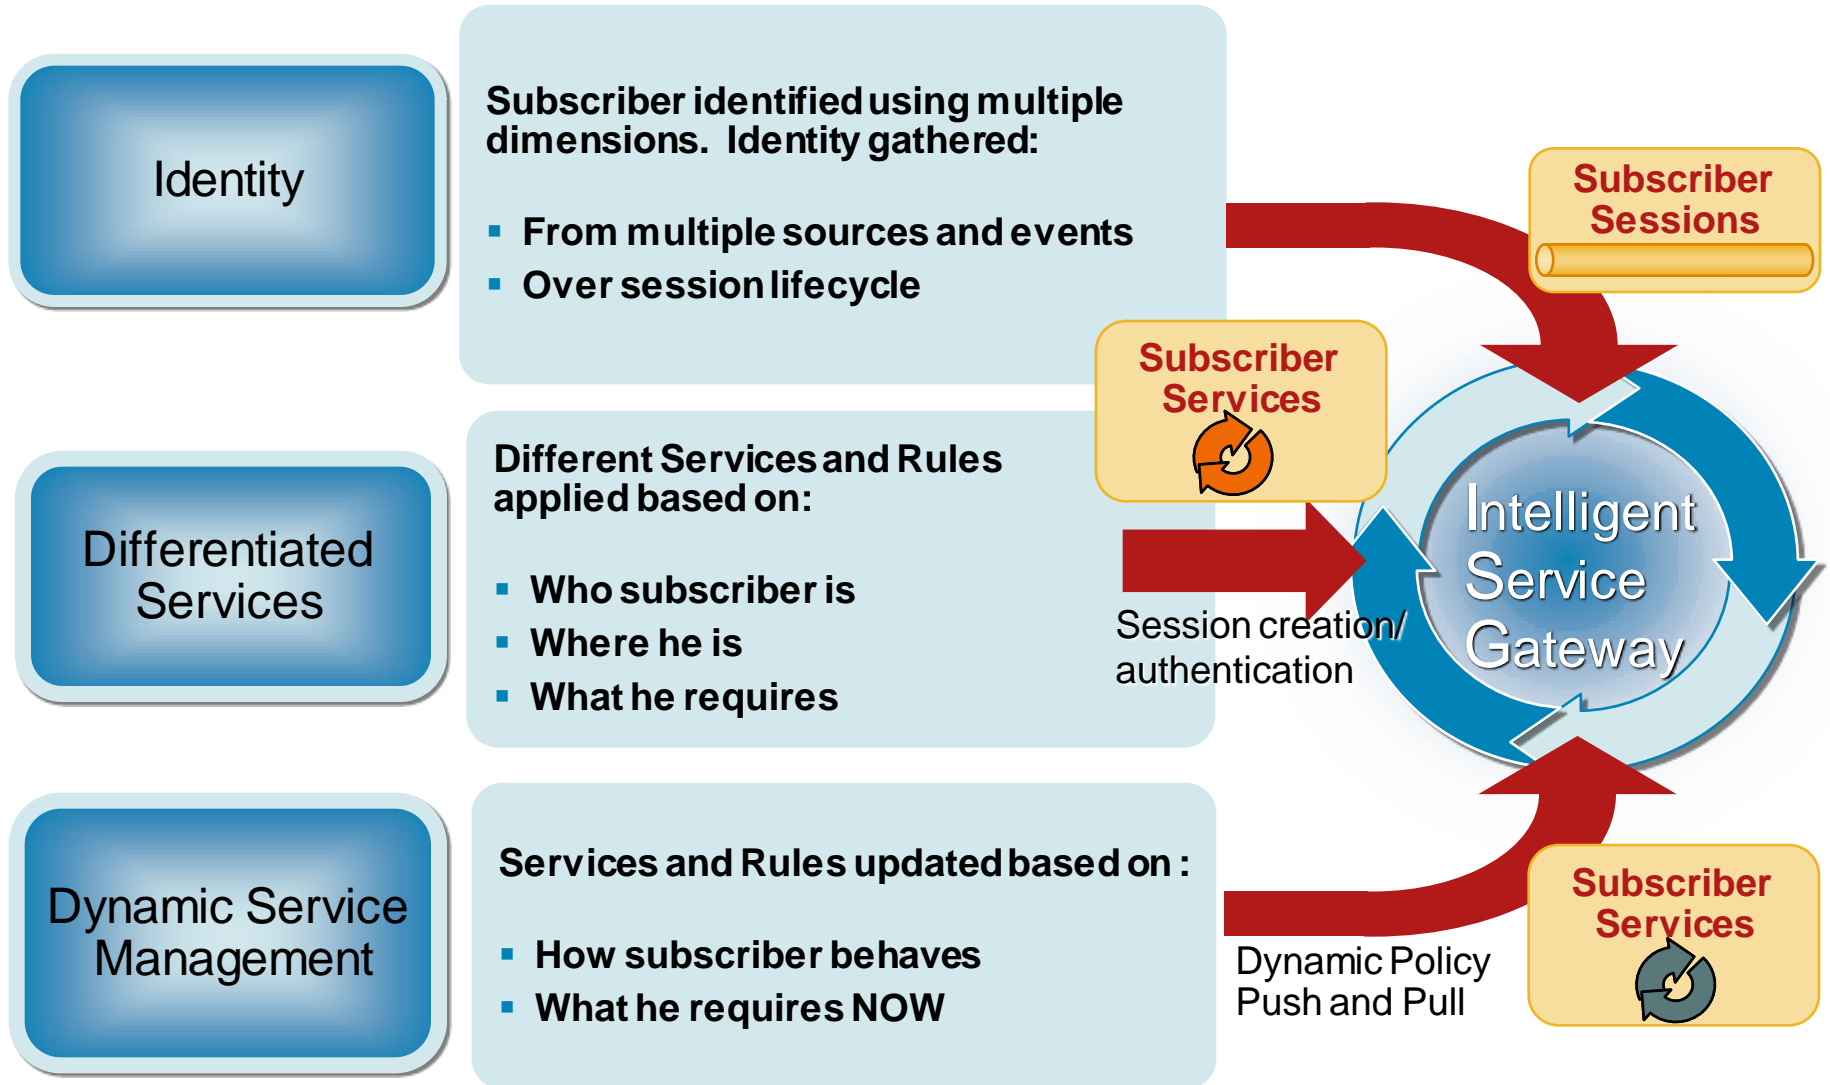 Identity
Subscriber identified using multiple
dimensions.  Identity gathered:
▪ From multiple sources and events
▪ Over session lifecycle
Subscriber
Sessions
Subscriber
Services
Differentiated
Services
Different Services and Rules
applied based on:
▪ Who subscriber is
▪ Where he is
▪ What he requires
Session creation/
authentication
Intelligent
Service
Gateway
Dynamic Service
Management
Services and Rules updated based on :
▪ How subscriber behaves
▪ What he requires NOW
Dynamic Policy
Push and Pull
Subscriber
Services